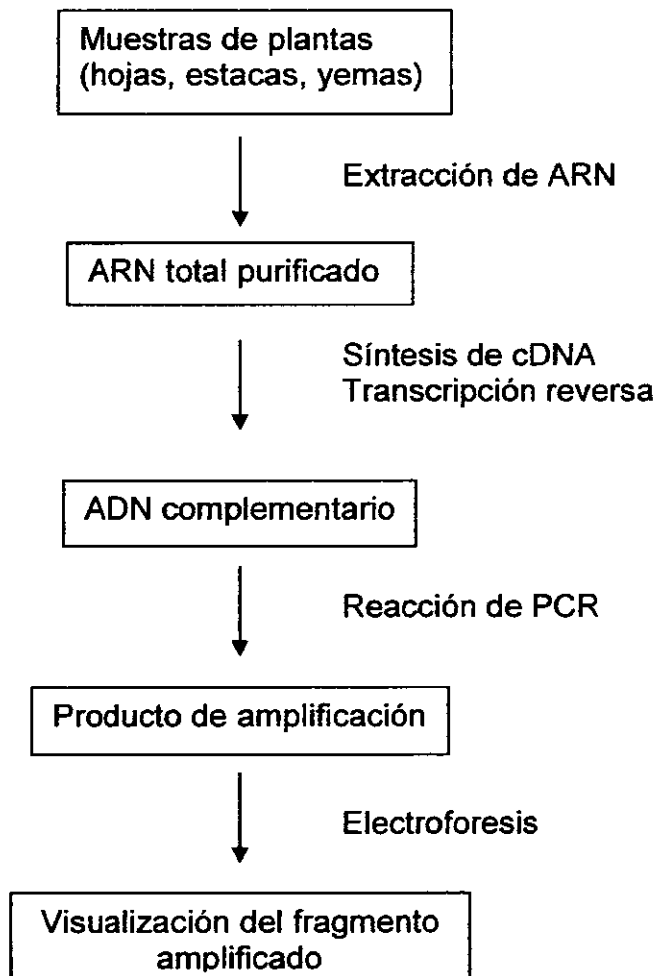 Muestras de plantas
(hojas, estacas, yemas)
Extracción de ARN
ARN total purificado
Síntesis de cDNA
Transcripción reversa
ADN complementario
Reacción de PCR
Producto de amplificación
Electroforesis
Visualización del fragmento
amplificado